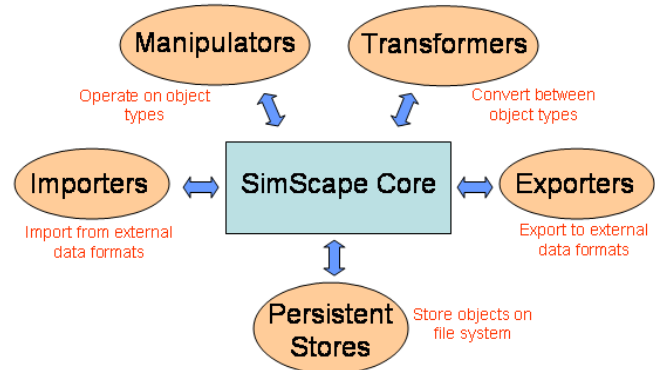 Manipulators
Transformers
Operate on object
types
Convert between
object types
Importers
SimScape Core
Exporters
Import from external
data formats
Export to external
data formats
Persistent
Stores
Store objects on
file system